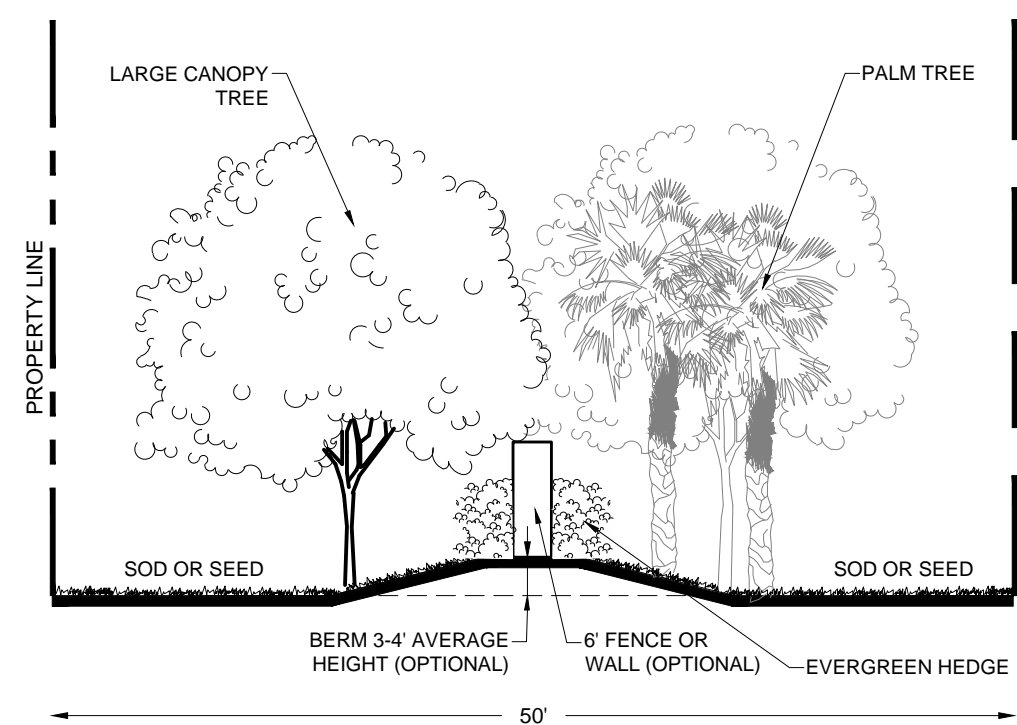 LARGE CANOPY
TREE
PALM TREE
PROPERTY LINE
SOD OR SEED
SOD OR SEED
BERM 3-4' AVERAGE
HEIGHT (OPTIONAL)
6' FENCE OR
WALL (OPTIONAL)
EVERGREEN HEDGE
50'